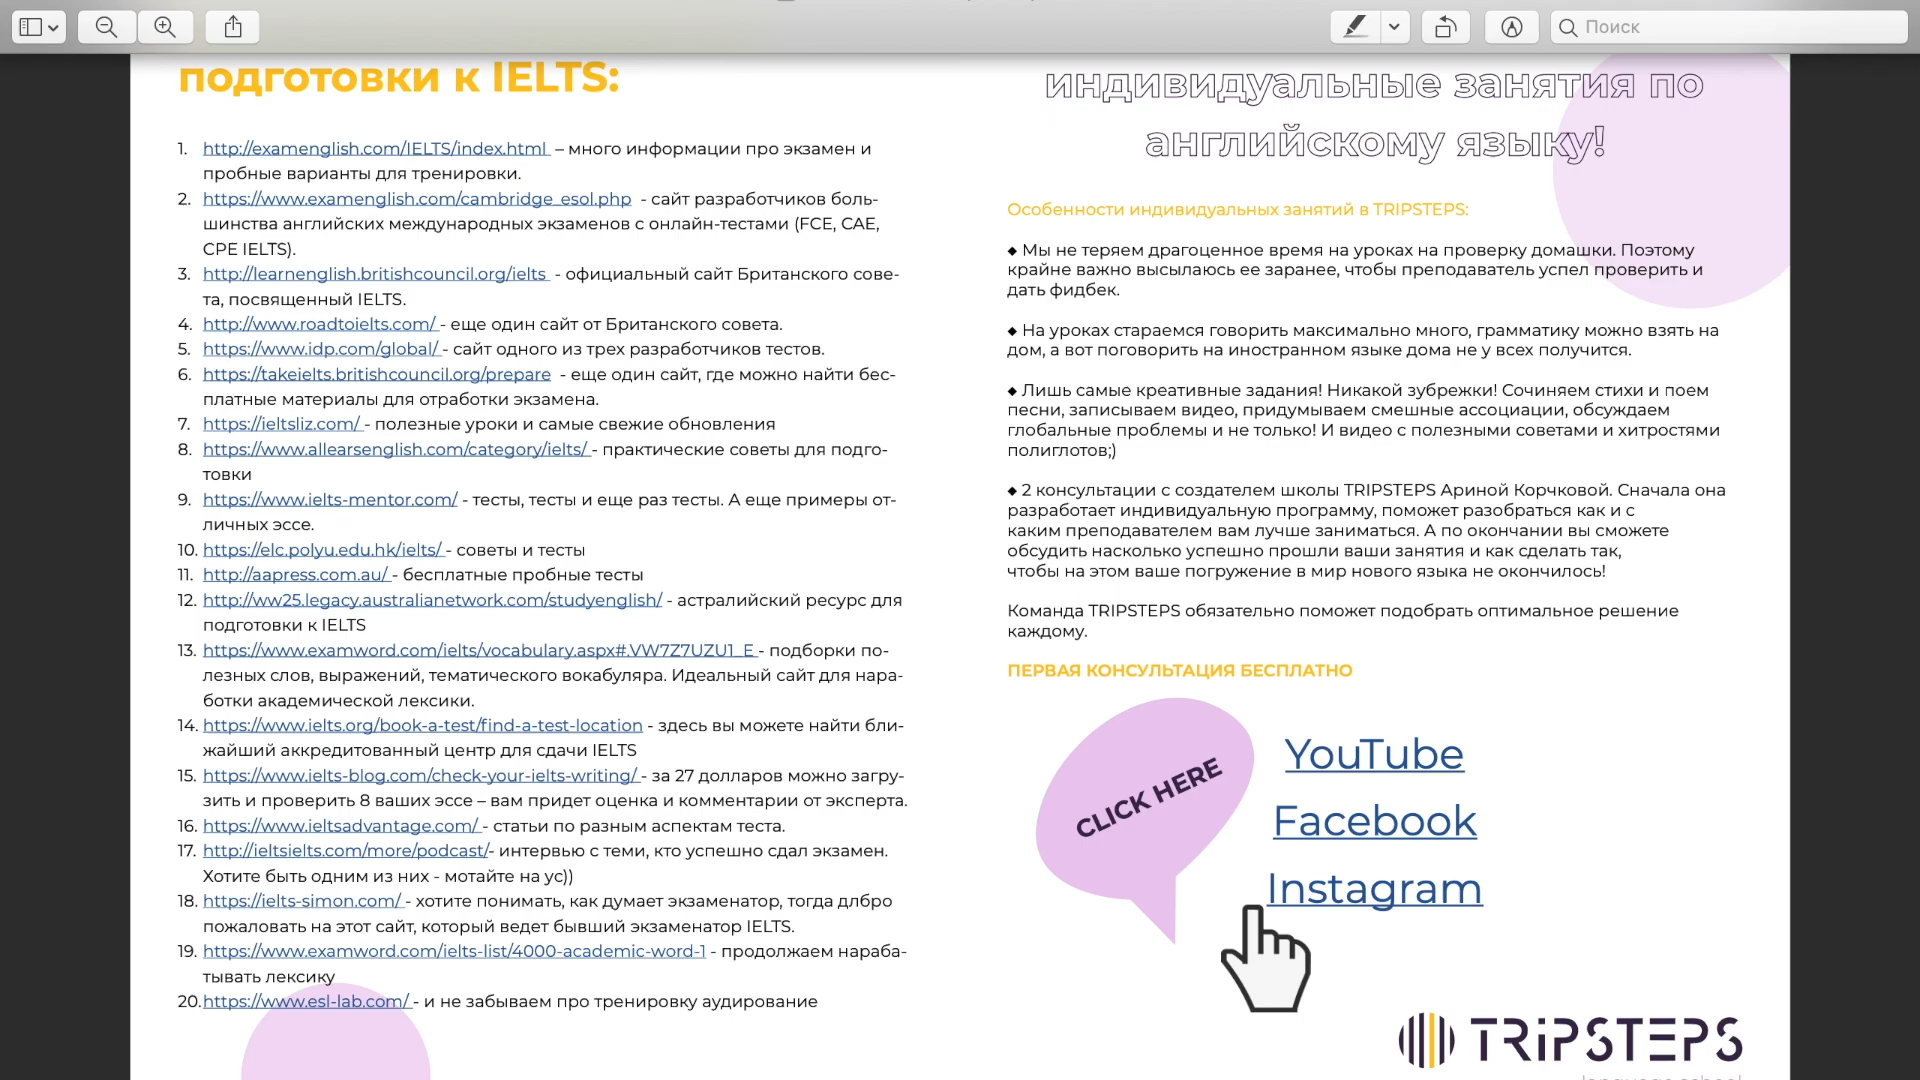 Поиск
подготовки к IELTS:
1. http://examenglish.com/IELTS/index.html – много информации про экзамен и
пробные варианты для тренировки.
2. https://www.examenglish.com/cambridge_esol.php - сайт разработчиков боль-
шинства английских международных экзаменов с онлайн-тестами (FCE, CAE,
CPE IELTS).
3. http://learnenglish.britishcouncil.org/ielts - официальный сайт Британского сове-
та, посвященный IELTS.
4. http://www.roadtoielts.com/ - еще один сайт от Британского совета.
5. https://www.idp.com/global/ - сайт одного из трех разработчиков тестов.
6. https://takeielts.britishcouncil.org/prepare - еще один сайт, где можно найти бес-
платные материалы для отработки экзамена.
7. https://ieltsliz.com/ - полезные уроки и самые свежие обновления
8. https://www.allearsenglish.com/category/ielts/ - практические советы для подго-
товки
9. https://www.ielts-mentor.com/ - тесты, тесты и еще раз тесты. А еще примеры от-
личных эссе.
10. https://elc.polyu.edu.hk/ielts/ - советы и тесты
11. http://aapress.com.au/ - бесплатные пробные тесты
12. http://ww25.legacy.australianetwork.com/studyenglish/ - астралийский ресурс для
подготовки к IELTS
13. https://www.examword.com/ielts/vocabulary.aspx#.VW7Z7UZU1_E - подборки по-
лезных слов, выражений, тематического вокабуляра. Идеальный сайт для нара-
ботки академической лексики.
14. https://www.ielts.org/book-a-test/find-a-test-location - здесь вы можете найти бли-
жайший аккредитованный центр для сдачи IELTS
15. https://www.ielts-blog.com/check-your-ielts-writing/ - за 27 долларов можно загру-
зить и проверить 8 ваших эссе – вам придет оценка и комментарии от эксперта.
16. https://www.ieltsadvantage.com/ - статьи по разным аспектам теста.
17. http://ieltsielts.com/more/podcast/- интервью с теми, кто успешно сдал экзамен.
Хотите быть одним из них - мотайте на ус))
18. https://ielts-simon.com/ - хотите понимать, как думает экзаменатор, тогда длбро
пожаловать на этот сайт, который ведет бывший экзаменатор IELTS.
19. https://www.examword.com/ielts-list/4000-academic-word-1 - продолжаем нараба-
тывать лексику
20. https://www.esl-lab.com/ - и не забываем про тренировку аудирование
индивидуальные занятия по
английскому языку!
Особенности индивидуальных занятий в TRIPSTEPS:
◆ Мы не теряем драгоценное время на уроках на проверку домашки. Поэтому
крайне важно высылаюсь ее заранее, чтобы преподаватель успел проверить и
дать фидбек.
◆ На уроках стараемся говорить максимально много, грамматику можно взять на
дом, а вот поговорить на иностранном языке дома не у всех получится.
◆ Лишь самые креативные задания! Никакой зубрежки! Сочиняем стихи и поем
песни, записываем видео, придумываем смешные ассоциации, обсуждаем
глобальные проблемы и не только! И видео с полезными советами и хитростями
полиглотов;)
◆ 2 консультации с создателем школы TRIPSTEPS Ариной Корчковой. Сначала она
разработает индивидуальную программу, поможет разобраться как и с
каким преподавателем вам лучше заниматься. А по окончании вы сможете
обсудить насколько успешно прошли ваши занятия и как сделать так,
чтобы на этом ваше погружение в мир нового языка не окончилось!
Команда TRIPSTEPS обязательно поможет подобрать оптимальное решение
каждому.
ПЕРВАЯ КОНСУЛЬТАЦИЯ БЕСПЛАТНО
CLICK HERE
YouTube
Facebook
Instagram
TRiPSTEPS